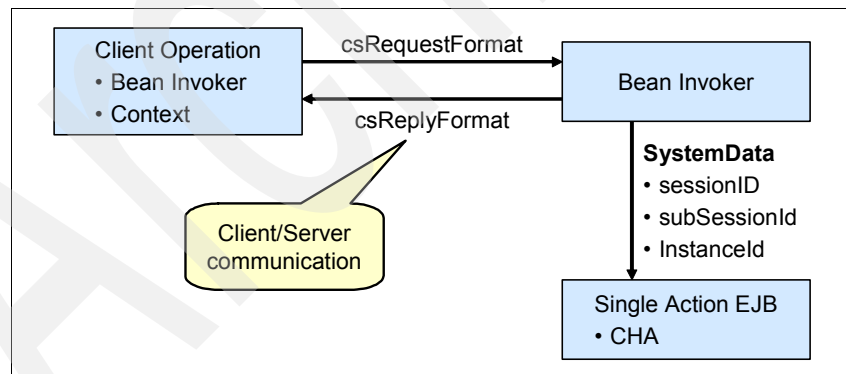 Client Operation
• Bean Invoker
• Context
csRequestFormat
csReplyFormat
Bean Invoker
SystemData
• sessionID
• subSessionId
• InstanceId
Client/Server
communication
Single Action EJB
• CHA